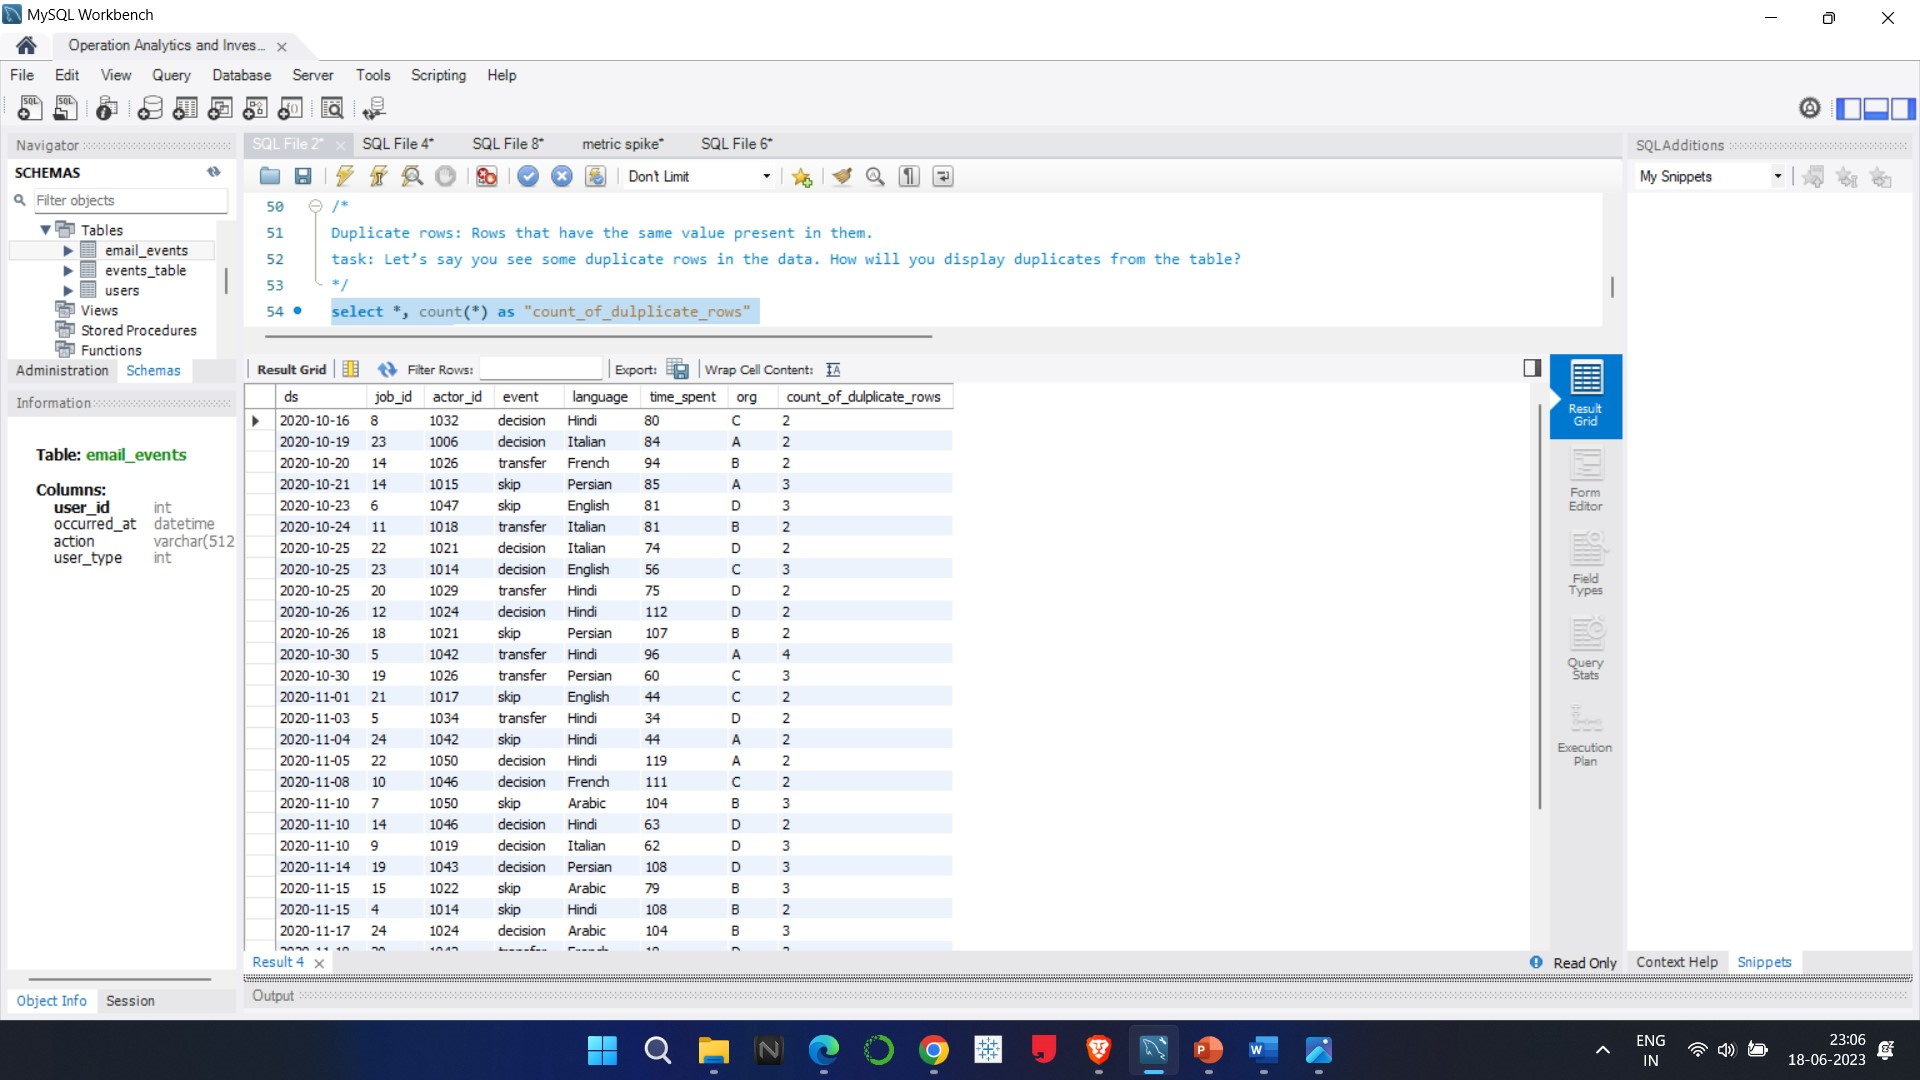 MySQL Workbench
Operation Analytics and Inves...
File Edit View Query Database Server Tools Scripting Help
Navigator
SCHEMAS
Filter objects
Tables
email_events
events_table
users
Views
Stored Procedures
Functions
Administration Schemas
Information
Table: email_events
Columns:
user_id int
occurred_at datetime
action varchar(512
user_type int
Object Info Session
SQL File 2* SQL File 4* SQL File 8* metric spike* SQL File 6*
Don't Limit
50 /*
51 Duplicate rows: Rows that have the same value present in them.
52 task: Let’s say you see some duplicate rows in the data. How will you display duplicates from the table?
53 */
54 select *, count(*) as "count_of_dulplicate_rows"
Result Grid Filter Rows: Export: Wrap Cell Content:
ds job_id actor_id event language time_spent org count_of_dulplicate_rows
2020-10-16 8 1032 decision Hindi 80 C 2
2020-10-19 23 1006 decision Italian 84 A 2
2020-10-20 14 1026 transfer French 94 B 2
2020-10-21 14 1015 skip Persian 85 A 3
2020-10-23 6 1047 skip English 81 D 3
2020-10-24 11 1018 transfer Italian 81 B 2
2020-10-25 22 1021 decision Italian 74 D 2
2020-10-25 23 1014 decision English 56 C 3
2020-10-25 20 1029 transfer Hindi 75 D 2
2020-10-26 12 1024 decision Hindi 112 D 2
2020-10-26 18 1021 skip Persian 107 B 2
2020-10-30 5 1042 transfer Hindi 96 A 4
2020-10-30 19 1026 transfer Persian 60 C 3
2020-11-01 21 1017 skip English 44 C 2
2020-11-03 5 1034 transfer Hindi 34 D 2
2020-11-04 24 1042 skip Hindi 44 A 2
2020-11-05 22 1050 decision Hindi 119 A 2
2020-11-08 10 1046 decision French 111 C 2
2020-11-10 7 1050 skip Arabic 104 B 3
2020-11-10 14 1046 decision Hindi 63 D 2
2020-11-10 9 1019 decision Italian 62 D 3
2020-11-14 19 1043 decision Persian 108 D 3
2020-11-15 15 1022 skip Arabic 79 B 3
2020-11-15 4 1014 skip Hindi 108 B 2
2020-11-17 24 1024 decision Arabic 104 B 3
Result 4
Read Only
Output
Result Grid
Form Editor
Field Types
Query Stats
Execution Plan
SQLAdditions
My Snippets
Context Help Snippets
ENG
IN
23:06
18-06-2023